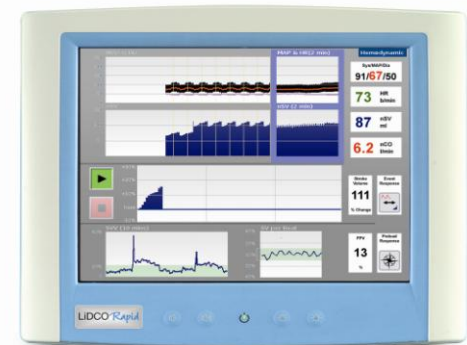 MAP & HR(2 min)
Hemodynamic
Sys/MAP/Dia
91/67/50
73 HR
b/min
nSV (2 min)
87 nSV
ml
6.2 nCO
l/min
Stroke
Volume
111
% Change
Event
Response
SVV (10 mins)
SV per beat
PPV
13
%
Preload
Response
LiDCO Rapid